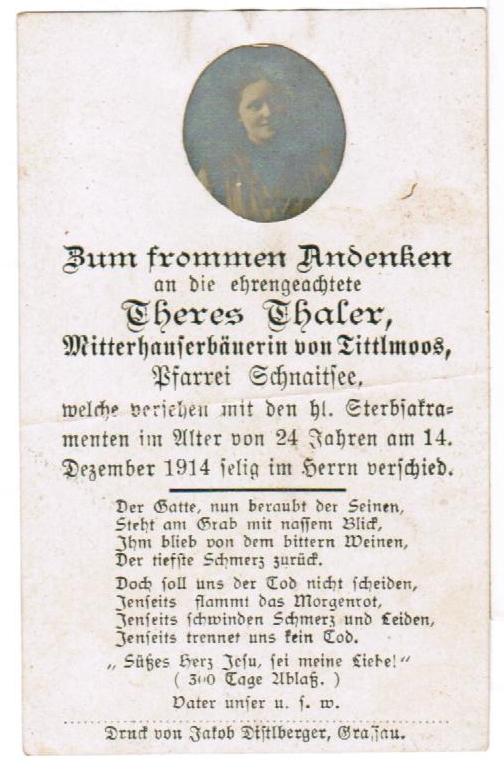 Zum frommen Andenken
an die ehrengeachtete
Theres Thaler,
Mitterhauserbäuerin von Tittlmoos,
Pfarrei Schnaitsee,
welche versehen mit den hl. Sterbsakra-
menten im Alter von 24 Jahren am 14.
Dezember 1914 selig im Herrn verschied.
Der Gatte, nun beraubt der Seinen,
Steht am Grab mit nassem Blick,
Ihm blieb von dem bittern Weinen,
Der tiefste Schmerz zurück.
Doch soll uns der Tod nicht scheiden,
Jenseits flammt das Morgenrot,
Jenseits schwinden Schmerz und Leiden,
Jenseits trennet uns kein Tod.
„Süßes Herz Jesu, sei meine Liebe!"
( 300 Tage Ablaß. )
Vater unser u. s. w.
Druck von Jakob Distlberger, Grassau.